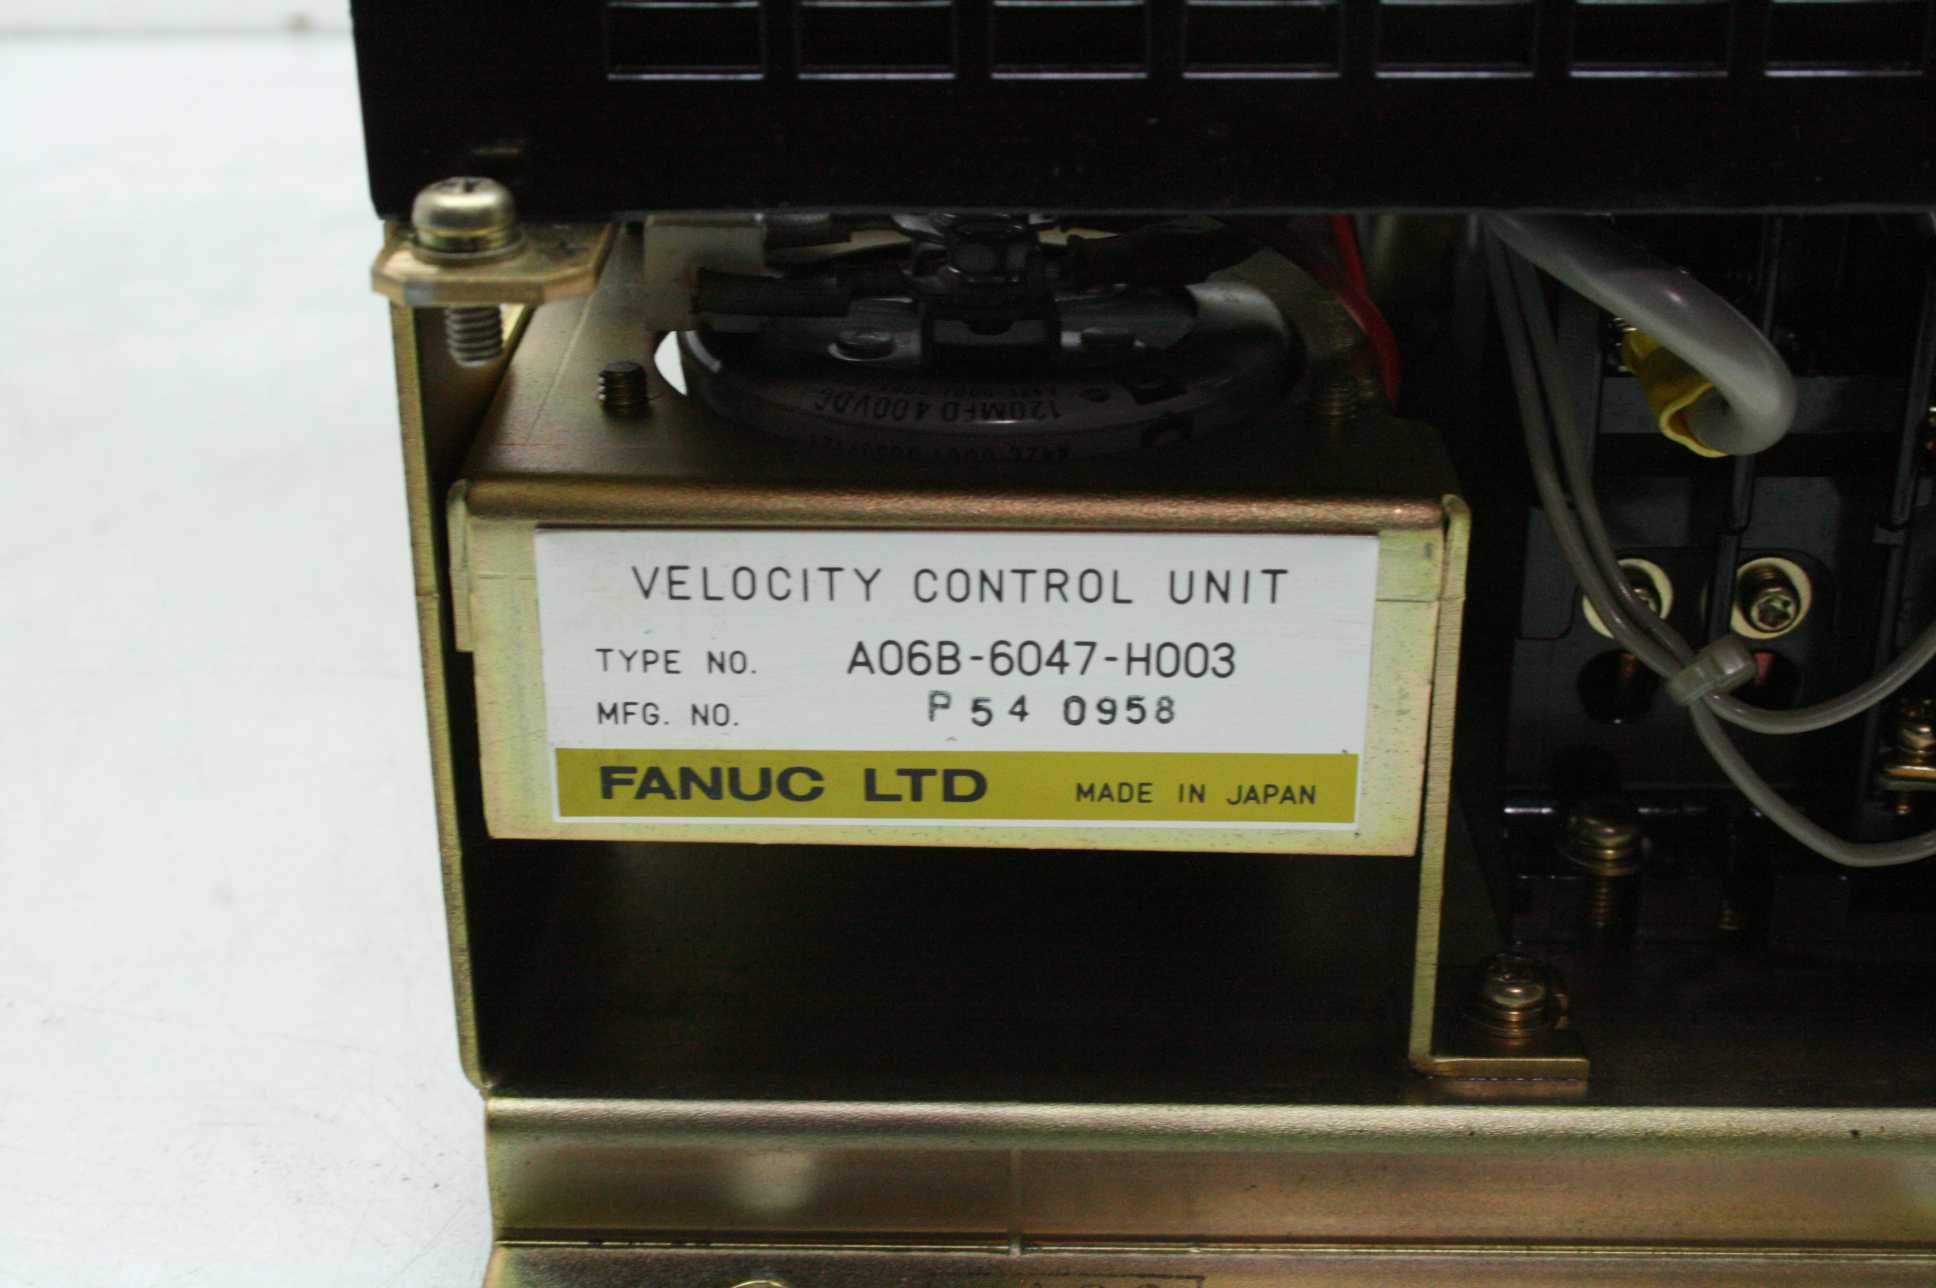 120MFD 400VDC
VELOCITY CONTROL UNIT
TYPE NO. A06B-6047-H003
MFG. NO. P54 0958
FANUC LTD MADE IN JAPAN